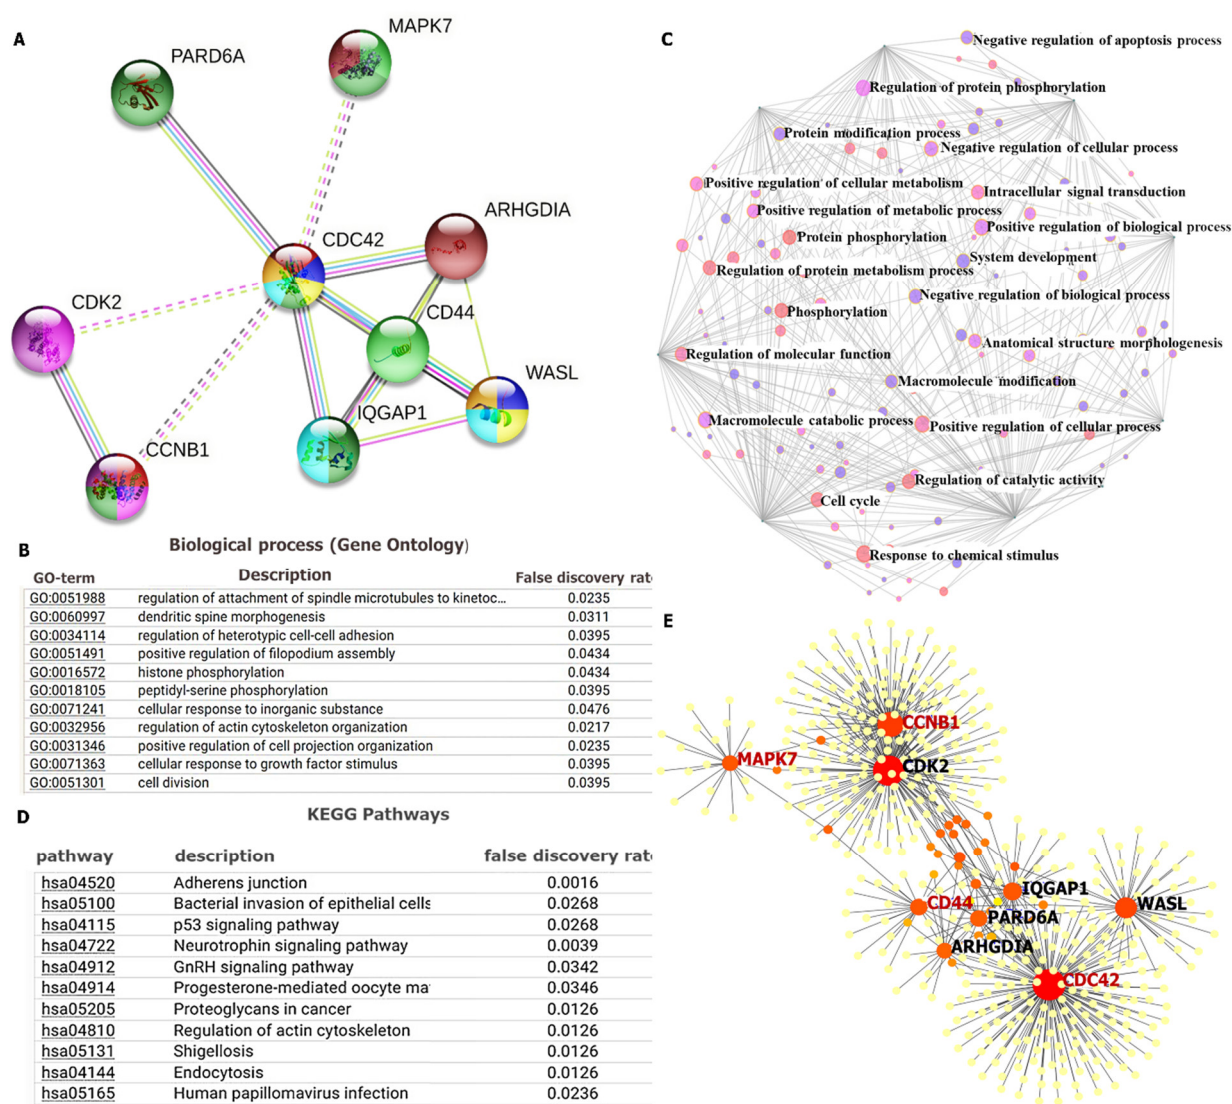 A
MAPK7
PARD6A
ARHGDIA
CDC42
CDK2
CD44
WASL
IQGAP1
CCNB1
B
Biological process (Gene Ontology)
GO-term Description False discovery rate
GO:0051988 regulation of attachment of spindle microtubules to kinetoc... 0.0235
GO:0060997 dendritic spine morphogenesis 0.0311
GO:0034114 regulation of heterotypic cell-cell adhesion 0.0395
GO:0051491 positive regulation of filopodium assembly 0.0434
GO:0016572 histone phosphorylation 0.0434
GO:0018105 peptidyl-serine phosphorylation 0.0395
GO:0071241 cellular response to inorganic substance 0.0476
GO:0032956 regulation of actin cytoskeleton organization 0.0217
GO:0031346 positive regulation of cell projection organization 0.0235
GO:0071363 cellular response to growth factor stimulus 0.0395
GO:0051301 cell division 0.0395
C
Negative regulation of apoptosis process
Regulation of protein phosphorylation
Protein modification process
Negative regulation of cellular process
Positive regulation of cellular metabolism
Intracellular signal transduction
Positive regulation of metabolic process
Positive regulation of biological process
Protein phosphorylation
System development
Regulation of protein metabolism process
Negative regulation of biological process
Phosphorylation
Anatomical structure morphologenesis
Regulation of molecular function
Macromolecule modification
Macromolecule catabolic process
Positive regulation of cellular process
Regulation of catalytic activity
Cell cycle
Response to chemical stimulus
D
KEGG Pathways
pathway description false discovery rate
hsa04520 Adherens junction 0.0016
hsa05100 Bacterial invasion of epithelial cells 0.0268
hsa04115 p53 signaling pathway 0.0268
hsa04722 Neurotrophin signaling pathway 0.0039
hsa04912 GnRH signaling pathway 0.0342
hsa04914 Progesterone-mediated oocyte ma 0.0346
hsa05205 Proteoglycans in cancer 0.0126
hsa04810 Regulation of actin cytoskeleton 0.0126
hsa05131 Shigellosis 0.0126
hsa04144 Endocytosis 0.0126
hsa05165 Human papillomavirus infection 0.0236
E
CCNB1
MAPK7
CDK2
IQGAP1
CD44
WASL
PARD6A
ARHGDIA
CDC42